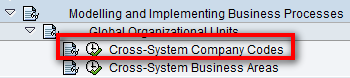 Modelling and Implementing Business Processes
Global Organizational Units
Cross-System Company Codes
Cross-System Business Areas